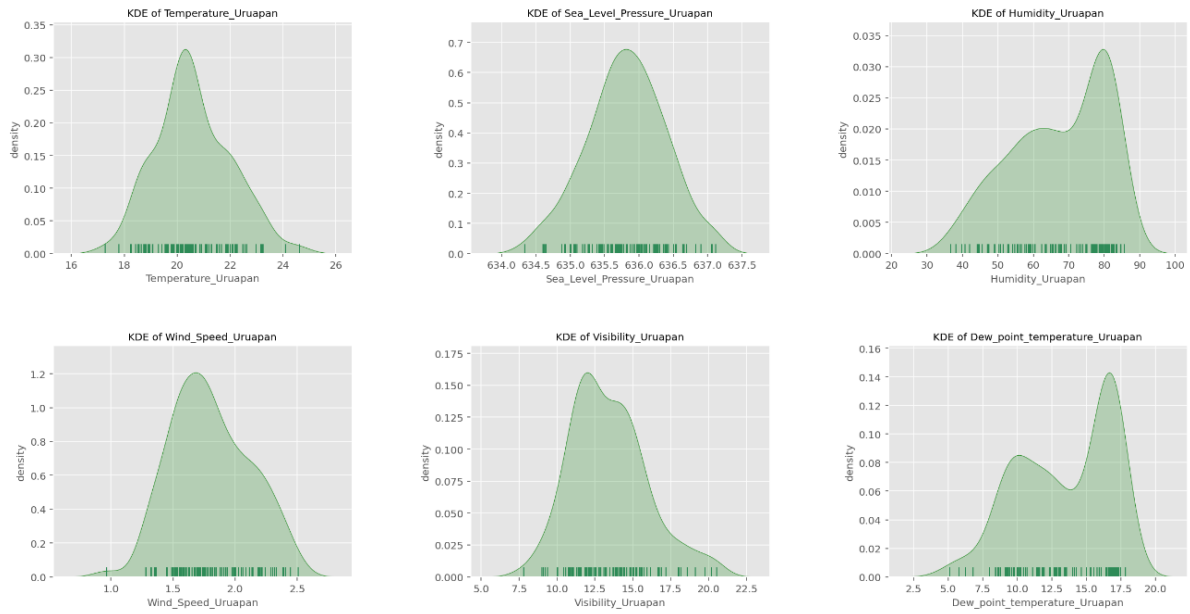 KDE of Temperature_Uruapan
0.35
0.30
0.25
0.20
0.15
0.10
0.05
0.00
density
16 18 20 22 24 26
Temperature_Uruapan
KDE of Sea_Level_Pressure_Uruapan
0.7
0.6
0.5
0.4
0.3
0.2
0.1
0.0
density
634.0 634.5 635.0 635.5 636.0 636.5 637.0 637.5
Sea_Level_Pressure_Uruapan
KDE of Humidity_Uruapan
0.035
0.030
0.025
0.020
0.015
0.010
0.005
0.000
density
20 30 40 50 60 70 80 90 100
Humidity_Uruapan
KDE of Wind_Speed_Uruapan
1.2
1.0
0.8
0.6
0.4
0.2
0.0
density
1.0 1.5 2.0 2.5
Wind_Speed_Uruapan
KDE of Visibility_Uruapan
0.175
0.150
0.125
0.100
0.075
0.050
0.025
0.000
density
5.0 7.5 10.0 12.5 15.0 17.5 20.0 22.5
Visibility_Uruapan
KDE of Dew_point_temperature_Uruapan
0.16
0.14
0.12
0.10
0.08
0.06
0.04
0.02
0.00
density
2.5 5.0 7.5 10.0 12.5 15.0 17.5 20.0
Dew_point_temperature_Uruapan